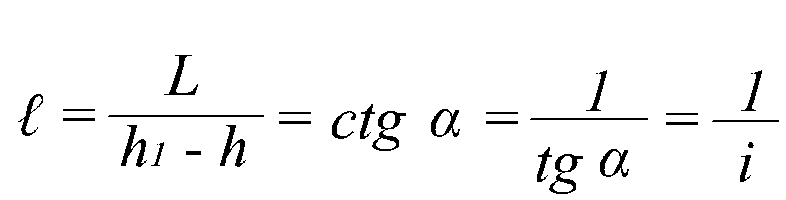 ℓ = L / (h1 - h) = ctg α = 1 / tg α = 1 / i